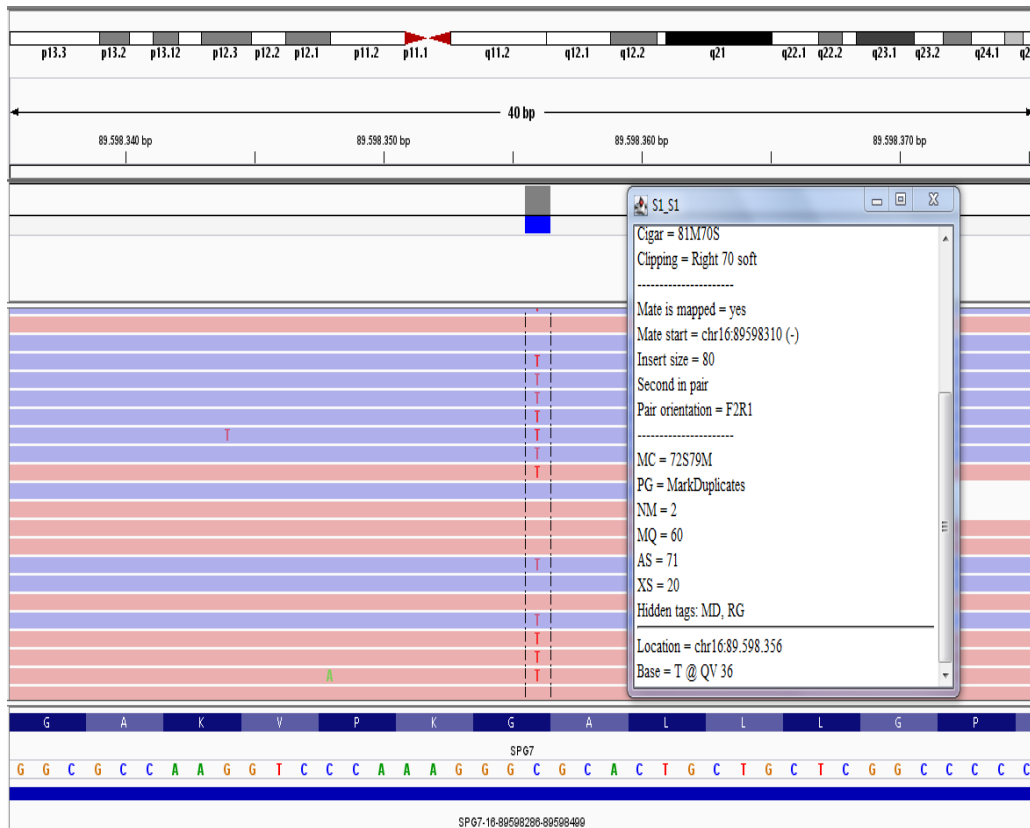 p13.3 p13.2 p13.12 p12.3 p12.2 p12.1 p11.2 p11.1 q11.2 q12.1 q12.2 q21 q22.1 q22.2 q23.1 q23.2 q24.1
40 bp
89.598.340 bp 89.598.350 bp 89.598.360 bp 89.598.370 bp
S1_S1
Cigar = 81M70S
Clipping = Right 70 soft
----------------------
Mate is mapped = yes
Mate start = chr16:89598310 (-)
Insert size = 80
Second in pair
Pair orientation = F2R1
----------------------
MC = 72S79M
PG = MarkDuplicates
NM = 2
MQ = 60
AS = 71
XS = 20
Hidden tags: MD, RG
Location = chr16:89.598.356
Base = T @ QV 36
T
T
T
T
T T
T
T
T
T
T
T
A T
G A K V P K G A L L L G P
SPG7
G G C G C C A A G G T C C C A A A G G G C G C A C T G C T G C T C G G C C C C C
SPG7-16-89598286-89598499